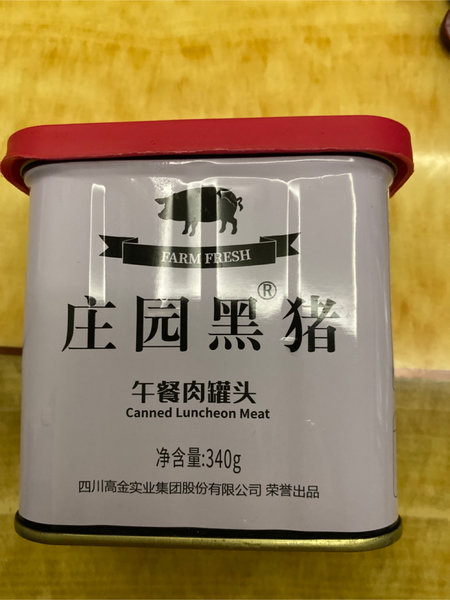 FARM FRESH
庄园黑®猪
午餐肉罐头
Canned Luncheon Meat
净含量:340g
四川高金实业集团股份有限公司 荣誉出品